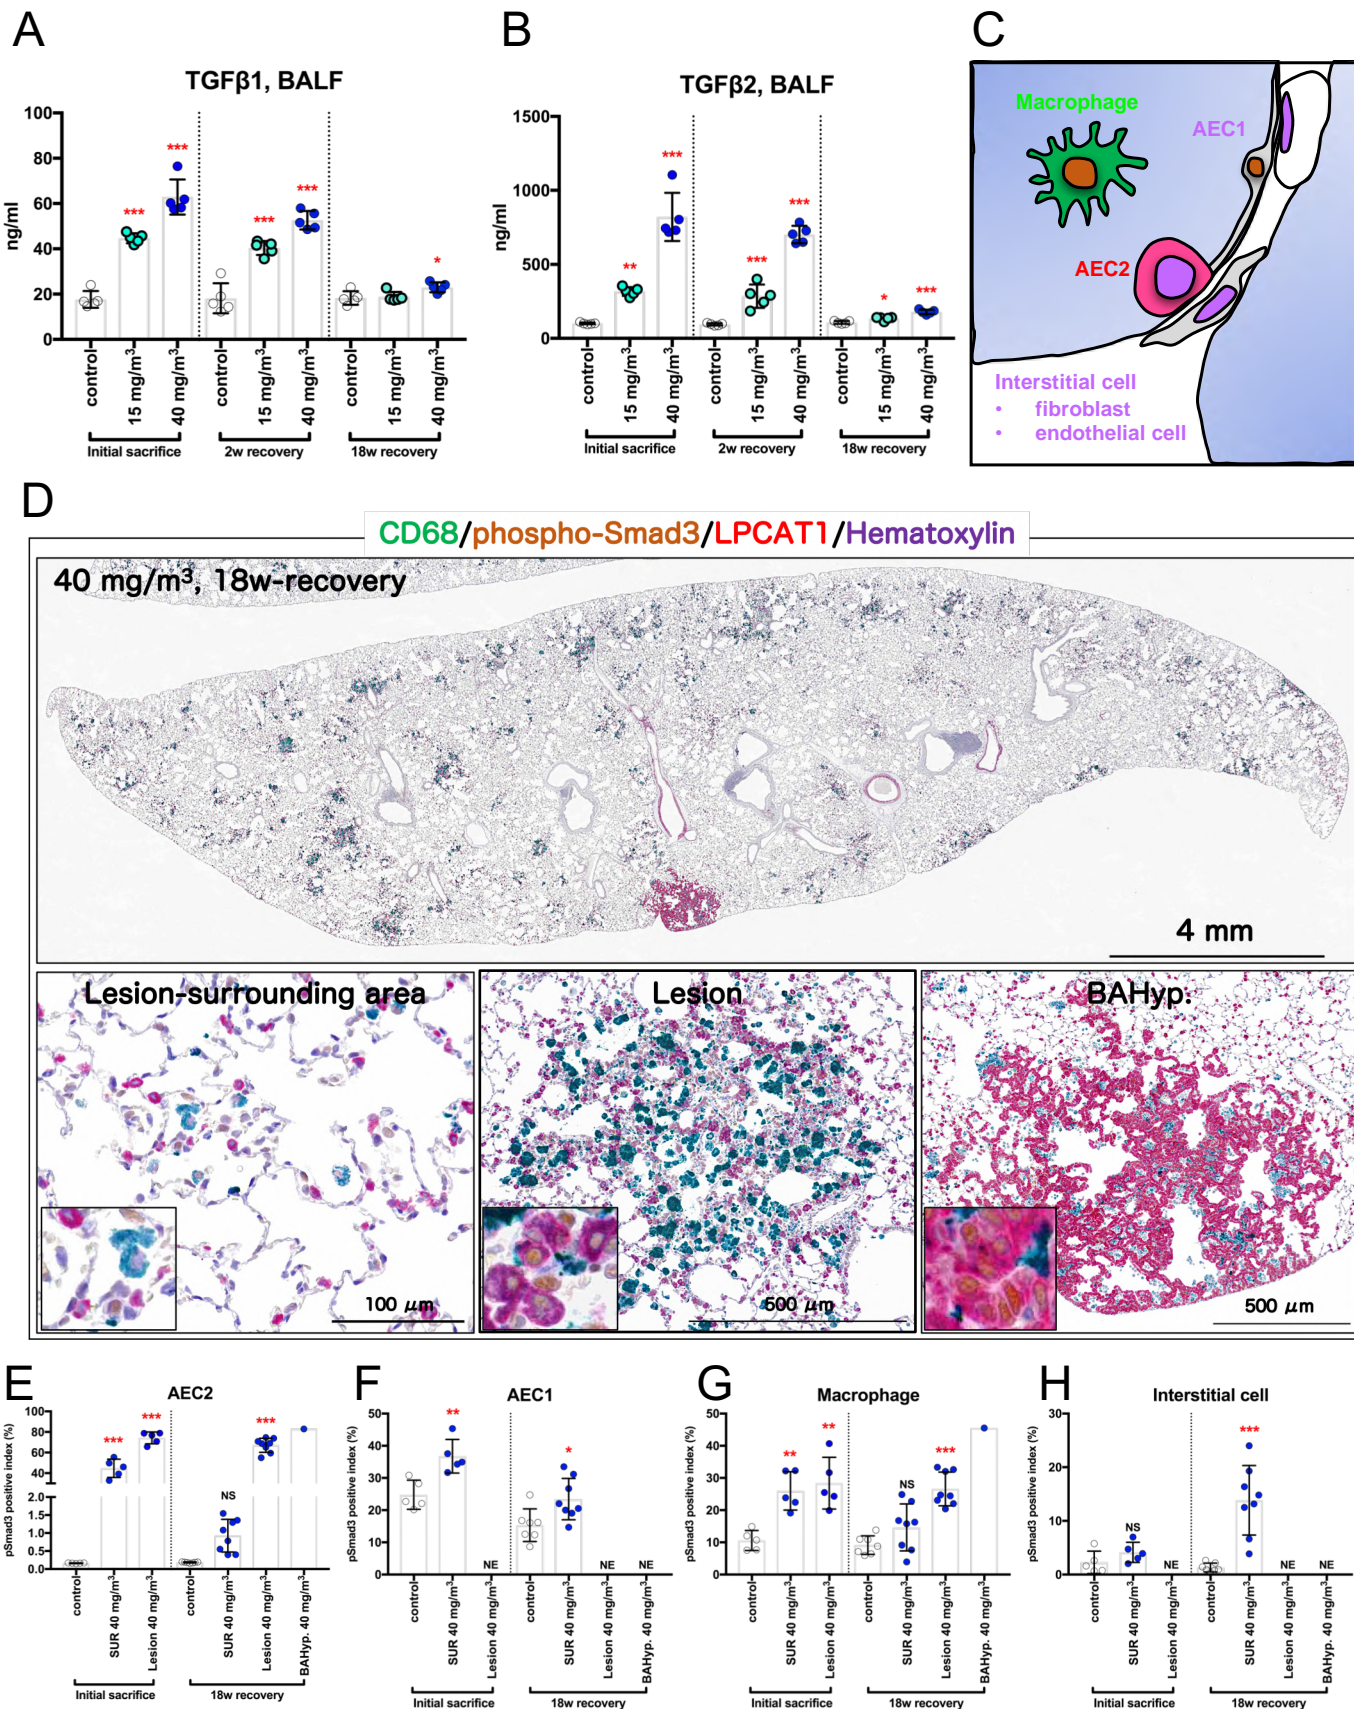 A
TGFβ1, BALF
ng/ml
100
80
60
40
20
0
***
***
***
***
*
control
15 mg/m³
40 mg/m³
control
15 mg/m³
40 mg/m³
control
15 mg/m³
40 mg/m³
Initial sacrifice
2w recovery
18w recovery
B
TGFβ2, BALF
ng/ml
1500
1000
500
0
**
***
***
***
*
***
control
15 mg/m³
40 mg/m³
control
15 mg/m³
40 mg/m³
control
15 mg/m³
40 mg/m³
Initial sacrifice
2w recovery
18w recovery
C
Macrophage
AEC1
AEC2
Interstitial cell
• fibroblast
• endothelial cell
D
CD68/phospho-Smad3/LPCAT1/Hematoxylin
40 mg/m³, 18w-recovery
4 mm
Lesion-surrounding area
100 μm
Lesion
500 μm
BAHyp.
500 μm
E
AEC2
pSmad3 positive index (%)
100
80
60
40
2.0
1.5
1.0
0.5
0.0
***
***
NS
***
control
SUR 40 mg/m³
Lesion 40 mg/m³
control
SUR 40 mg/m³
Lesion 40 mg/m³
BAHyp. 40 mg/m³
Initial sacrifice
18w recovery
F
AEC1
pSmad3 positive index (%)
50
40
30
20
10
0
**
NE
*
NE
NE
control
SUR 40 mg/m³
Lesion 40 mg/m³
control
SUR 40 mg/m³
Lesion 40 mg/m³
BAHyp. 40 mg/m³
Initial sacrifice
18w recovery
G
Macrophage
pSmad3 positive index (%)
50
40
30
20
10
0
**
**
NS
***
control
SUR 40 mg/m³
Lesion 40 mg/m³
control
SUR 40 mg/m³
Lesion 40 mg/m³
BAHyp. 40 mg/m³
Initial sacrifice
18w recovery
H
Interstitial cell
pSmad3 positive index (%)
30
20
10
0
NS
NE
***
NE
NE
control
SUR 40 mg/m³
Lesion 40 mg/m³
control
SUR 40 mg/m³
Lesion 40 mg/m³
BAHyp. 40 mg/m³
Initial sacrifice
18w recovery